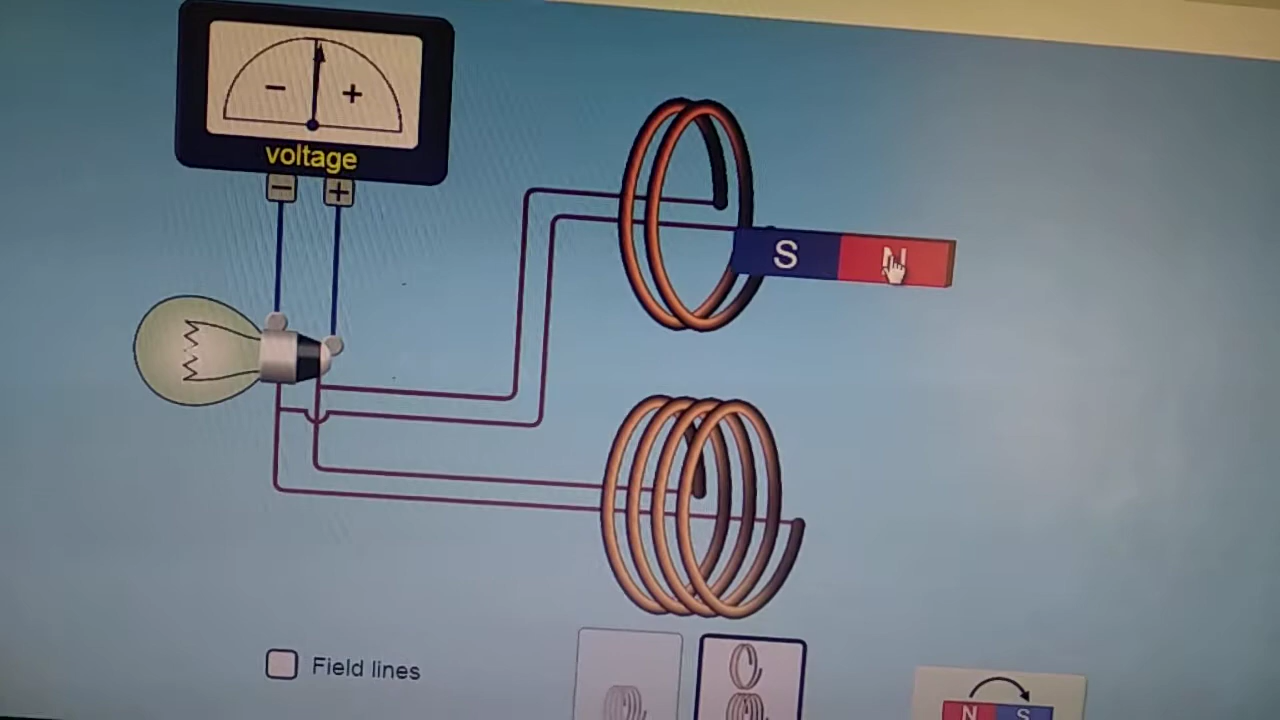 − +
voltage
− +
S N
Field lines
N S